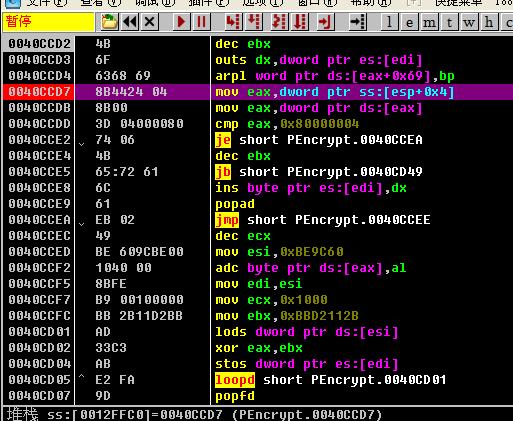 文件(F) 查看(V) 调试(D) 插件(P) 选项(T) 窗口(W) 帮助(H) 快捷菜单
暂停 l e m t w h
0040CCD2 4B dec ebx
0040CCD3 6F outs dx,dword ptr es:[edi]
0040CCD4 6368 69 arpl word ptr ds:[eax+0x69],bp
0040CCD7 8B4424 04 mov eax,dword ptr ss:[esp+0x4]
0040CCDB 8B00 mov eax,dword ptr ds:[eax]
0040CCDD 3D 04000080 cmp eax,0x80000004
0040CCE2 74 06 je short PEncrypt.0040CCEA
0040CCE4 4B dec ebx
0040CCE5 65:72 61 jb short PEncrypt.0040CD49
0040CCE8 6C ins byte ptr es:[edi],dx
0040CCE9 61 popad
0040CCEA EB 02 jmp short PEncrypt.0040CCEE
0040CCEC 49 dec ecx
0040CCED BE 609CBE00 mov esi,0xBE9C60
0040CCF2 1040 00 adc byte ptr ds:[eax],al
0040CCF5 8BFE mov edi,esi
0040CCF7 B9 00100000 mov ecx,0x1000
0040CCFC BB 2B11D2BB mov ebx,0xBBD2112B
0040CD01 AD lods dword ptr ds:[esi]
0040CD02 33C3 xor eax,ebx
0040CD04 AB stos dword ptr es:[edi]
0040CD05 E2 FA loopd short PEncrypt.0040CD01
0040CD07 9D popfd
堆栈 ss:[0012FFC0]=0040CCD7 (PEncrypt.0040CCD7)